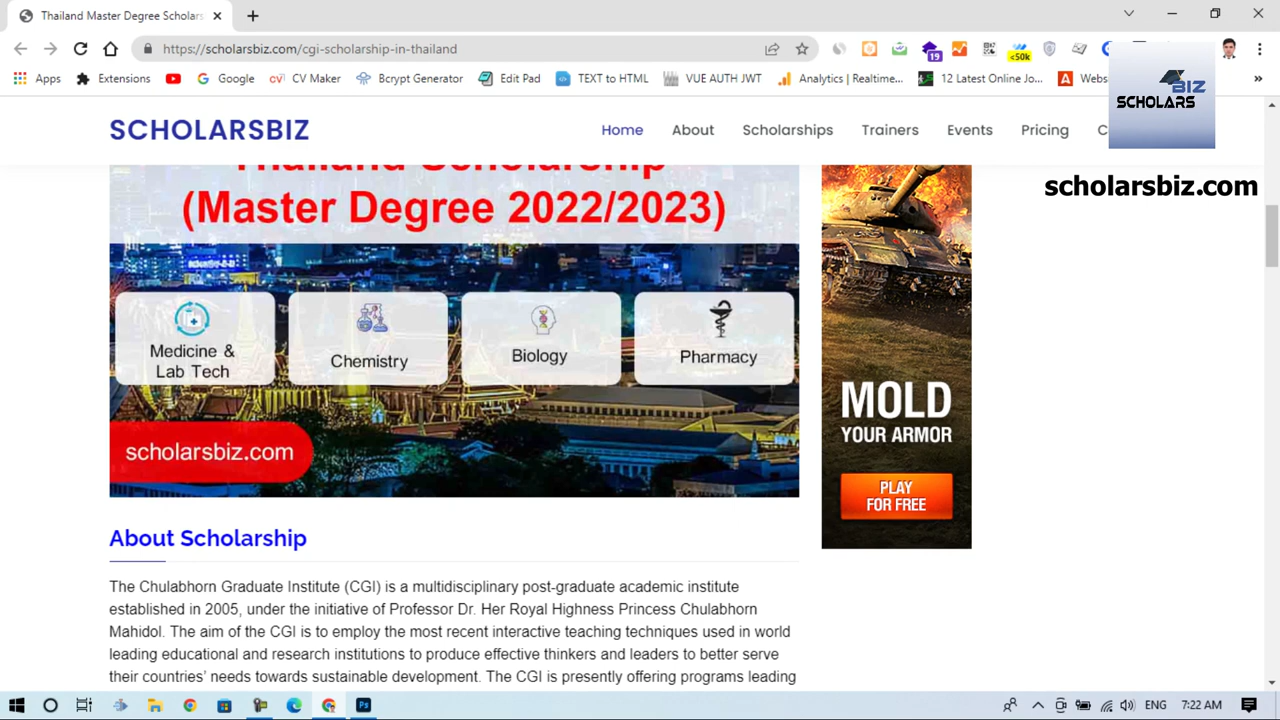 Thailand Master Degree Scholars
https://scholarsbiz.com/cgi-scholarship-in-thailand
19
<50k
Apps
Extensions
Google
cv CV Maker
Bcrypt Generator
Edit Pad
TEXT to HTML
VUE AUTH JWT
Analytics | Realtime...
12 Latest Online Jo...
A Webs
»
SCHOLARSBIZ
Home
About
Scholarships
Trainers
Events
Pricing
C
BIZ
SCHOLARS
scholarsbiz.com
Thailand Scholarship
(Master Degree 2022/2023)
Medicine &
Lab Tech
Chemistry
Biology
Pharmacy
scholarsbiz.com
MOLD
YOUR ARMOR
PLAY
FOR FREE
About Scholarship
The Chulabhorn Graduate Institute (CGI) is a multidisciplinary post-graduate academic institute
established in 2005, under the initiative of Professor Dr. Her Royal Highness Princess Chulabhorn
Mahidol. The aim of the CGI is to employ the most recent interactive teaching techniques used in world
leading educational and research institutions to produce effective thinkers and leaders to better serve
their countries' needs towards sustainable development. The CGI is presently offering programs leading
Ps
ENG
7:22 AM